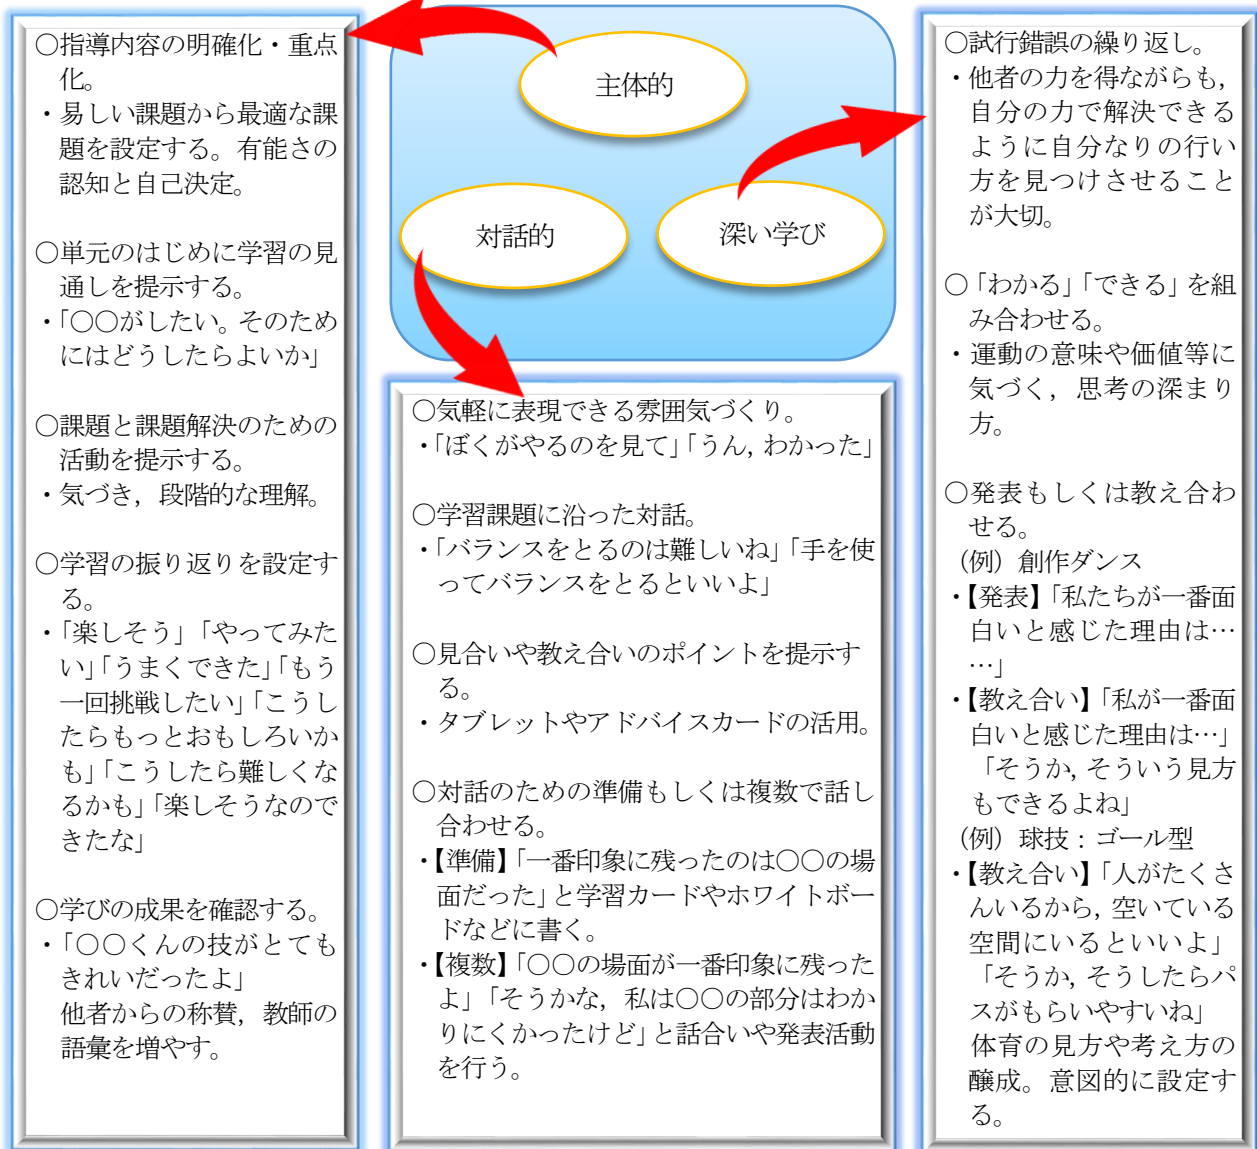 主体的
対話的
深い学び
○指導内容の明確化・重点
化。
・易しい課題から最適な課
題を設定する。有能さの
認知と自己決定。
○単元のはじめに学習の見
通しを提示する。
・「○○がしたい。そのため
にはどうしたらよいか」
○課題と課題解決のための
活動を提示する。
・気づき，段階的な理解。
○学習の振り返りを設定す
る。
・「楽しそう」「やってみた
い」「うまくできた」「もう
一回挑戦したい」「こうし
たらもっとおもしろいか
も」「こうしたら難しくな
るかも」「楽しそうなので
きたな」
○学びの成果を確認する。
・「○○くんの技がとても
きれいだったよ」
他者からの称賛，教師の
語彙を増やす。
○気軽に表現できる雰囲気づくり。
・「ぼくがやるのを見て」「うん，わかった」
○学習課題に沿った対話。
・「バランスをとるのは難しいね」「手を使
ってバランスをとるといいよ」
○見合いや教え合いのポイントを提示す
る。
・タブレットやアドバイスカードの活用。
○対話のための準備もしくは複数で話し
合わせる。
・【準備】「一番印象に残ったのは○○の場
面だった」と学習カードやホワイトボー
ドなどに書く。
・【複数】「○○の場面が一番印象に残った
よ」「そうかな，私は○○の部分はわか
りにくかったけど」と話合いや発表活動
を行う。
○試行錯誤の繰り返し。
・他者の力を得ながらも，
自分の力で解決できる
ように自分なりの行い
方を見つけさせること
が大切。
○「わかる」「できる」を組
み合わせる。
・運動の意味や価値等に
気づく，思考の深まり
方。
○発表もしくは教え合わ
せる。
（例）創作ダンス
・【発表】「私たちが一番面
白いと感じた理由は…
…」
・【教え合い】「私が一番面
白いと感じた理由は…」
「そうか，そういう見方
もできるよね」
（例）球技：ゴール型
・【教え合い】「人がたくさ
んいるから，空いている
空間にいるといいよ」
「そうか，そうしたらパ
スがもらいやすいね」
体育の見方や考え方の
醸成。意図的に設定す
る。